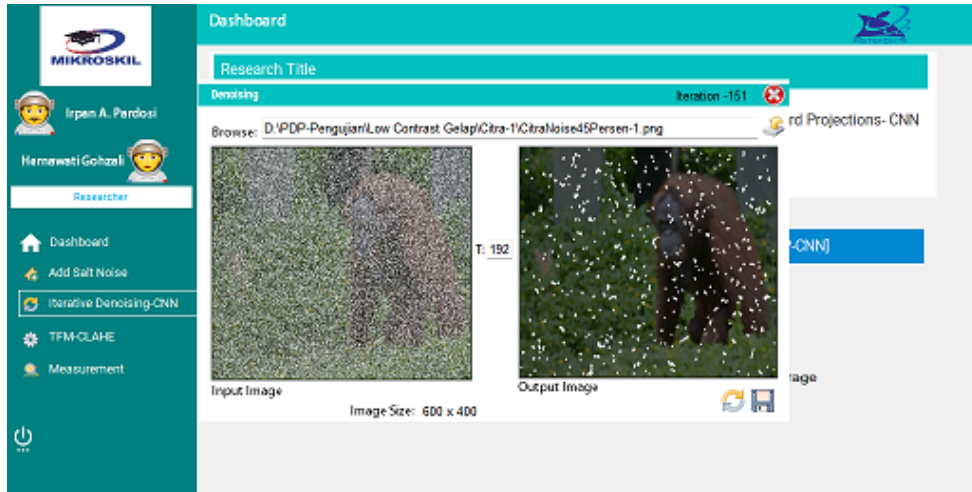 MIKROSKIL
Irpan A. Pardosi
Hernawati Gohzali
Researcher
Dashboard
Add Salt Noise
Iterative Denoising-CNN
TFM-CLAHE
Measurement
Dashboard
Research Title
Denoising
Iteration -151
Browse: D:\PDP-Pengujian\Low Contrast Gelap\Citra-1\CitraNoise45Persen-1.png
rd Projections- CNN
T: 192
-CNN]
Input Image
Output Image
rage
Image Size: 600 x 400